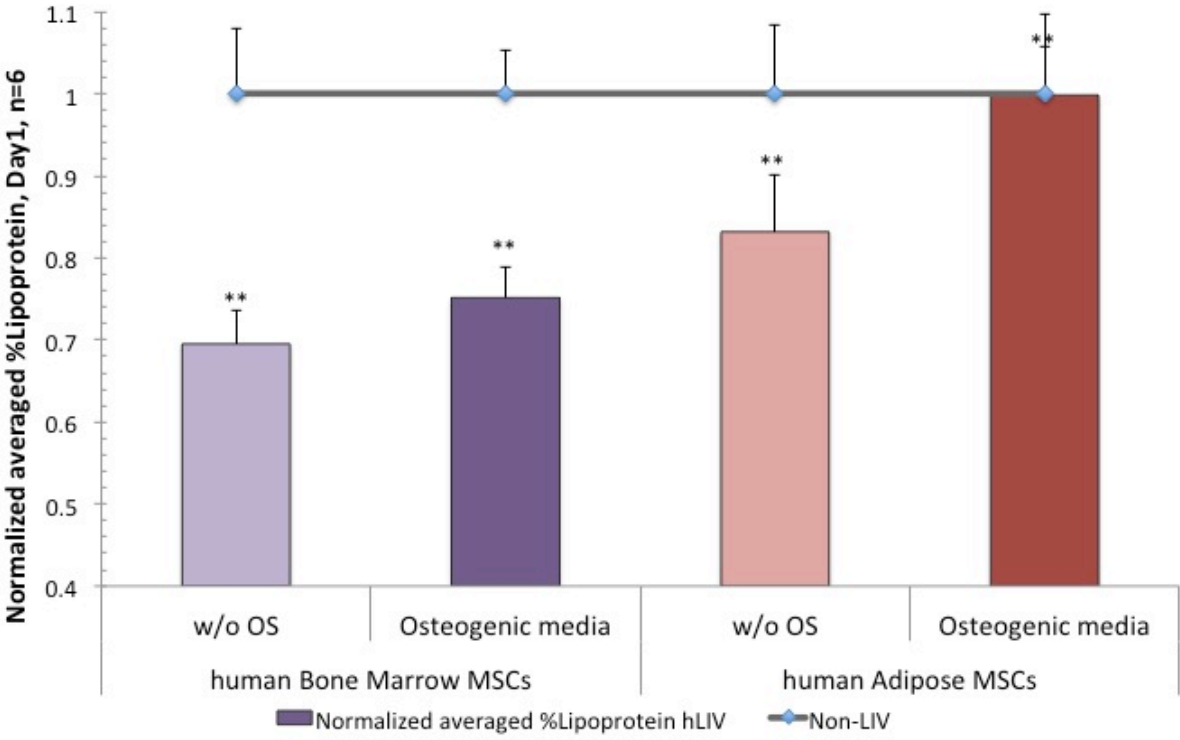 Normalized averaged %Lipoprotein, Day1, n=6
1.1
1
0.9
0.8
0.7
0.6
0.5
0.4
**
**
**
**
w/o OS
Osteogenic media
w/o OS
Osteogenic media
human Bone Marrow MSCs
human Adipose MSCs
Normalized averaged %Lipoprotein hLIV
Non-LIV